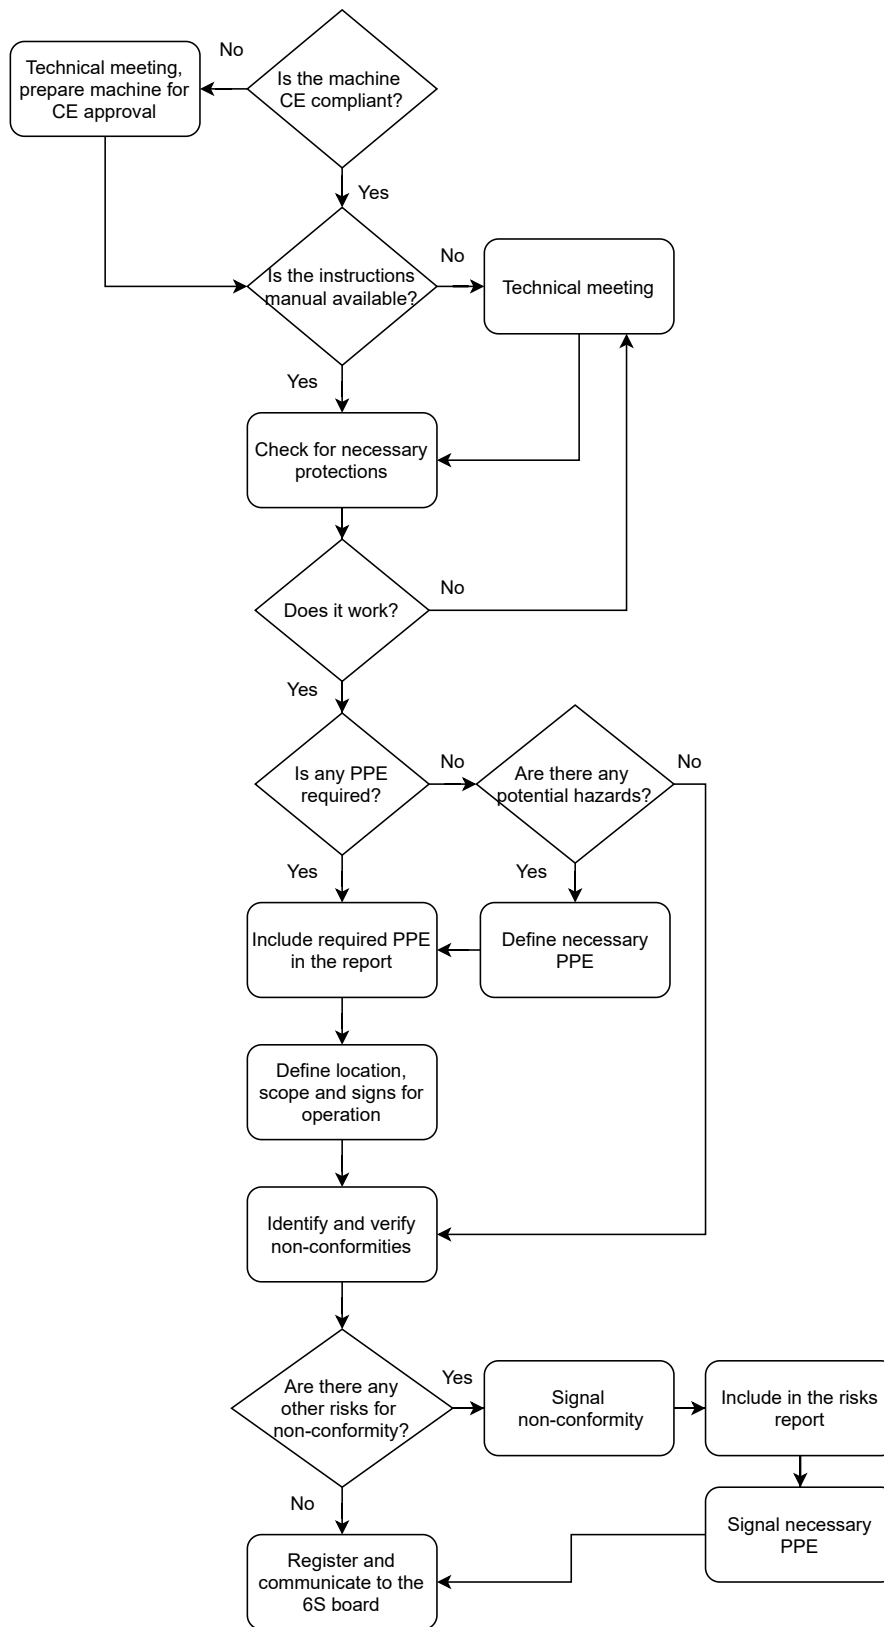 No
Technical meeting,
prepare machine for
CE approval
Is the machine
CE compliant?
Yes
Is the instructions
manual available?
No
Technical meeting
Yes
Check for necessary
protections
Does it work?
No
Yes
Is any PPE
required?
No
Are there any
potential hazards?
No
Yes
Yes
Include required PPE
in the report
Define necessary
PPE
Define location,
scope and signs for
operation
Identify and verify
non-conformities
Are there any
other risks for
non-conformity?
Yes
Signal
non-conformity
Include in the risks
report
No
Signal necessary
PPE
Register and
communicate to the
6S board